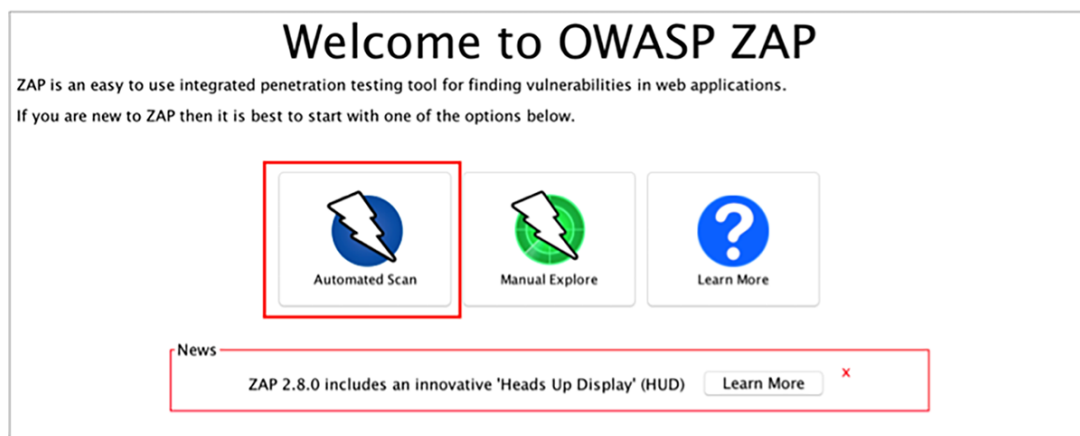 Welcome to OWASP ZAP
ZAP is an easy to use integrated penetration testing tool for finding vulnerabilities in web applications.
If you are new to ZAP then it is best to start with one of the options below.
Automated Scan
Manual Explore
Learn More
News
ZAP 2.8.0 includes an innovative 'Heads Up Display' (HUD) Learn More x